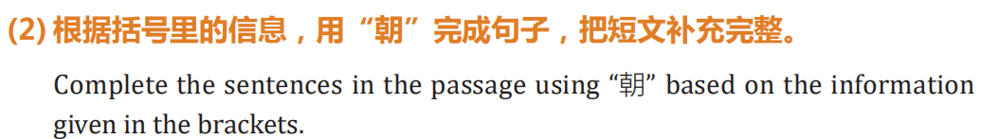 (2) 根据括号里的信息，用“朝”完成句子，把短文补充完整。
Complete the sentences in the passage using “朝” based on the information
given in the brackets.